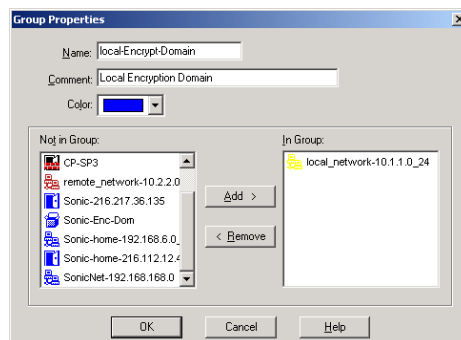 Group Properties
Name: local-Encrypt-Domain
Comment: Local Encryption Domain
Color:
Not in Group:
In Group:
CP-SP3
remote_network-10.2.2.0
Sonic-216.217.36.135
Sonic-Enc-Dom
Sonic-home-192.168.6.0_
Sonic-home-216.112.12.4
SonicNet-192.168.168.0
Add >
< Remove
local_network-10.1.1.0_24
OK
Cancel
Help